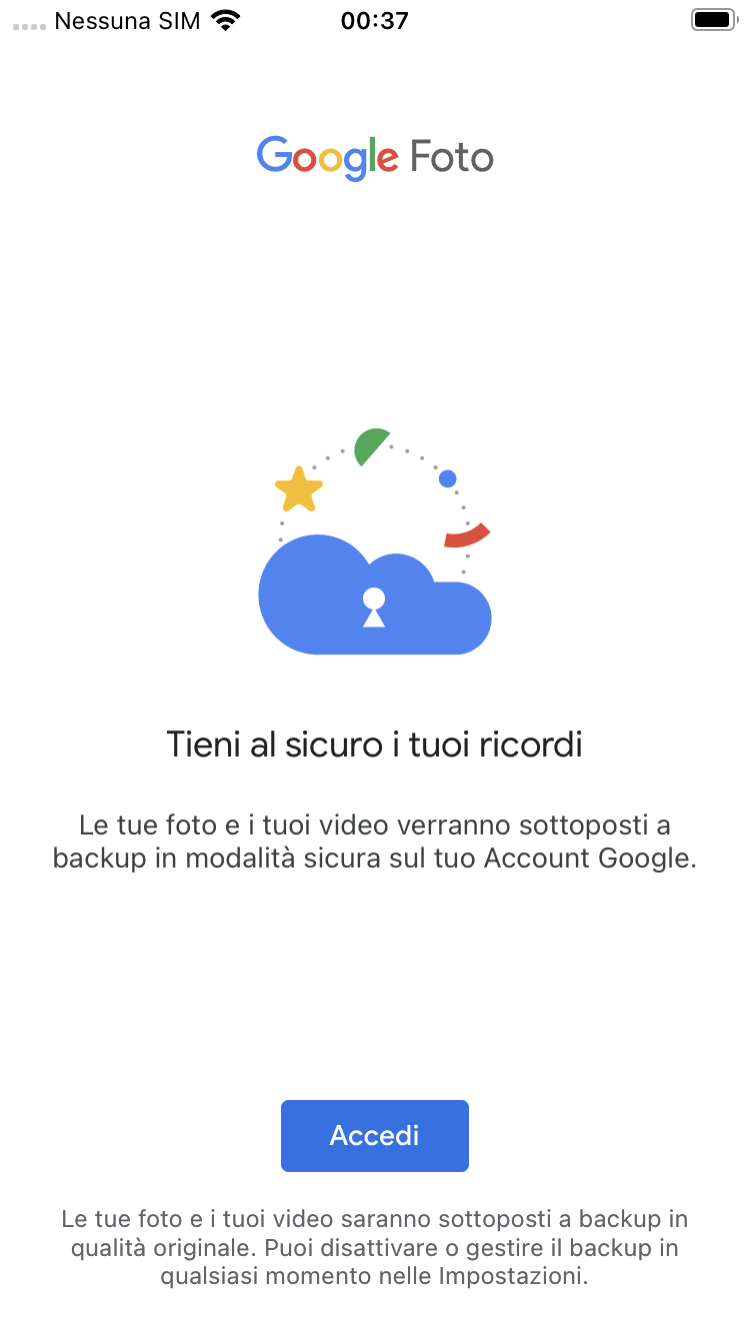 Nessuna SIM 00:37
Google Foto
Tieni al sicuro i tuoi ricordi
Le tue foto e i tuoi video verranno sottoposti a
backup in modalità sicura sul tuo Account Google.
Accedi
Le tue foto e i tuoi video saranno sottoposti a backup in
qualità originale. Puoi disattivare o gestire il backup in
qualsiasi momento nelle Impostazioni.